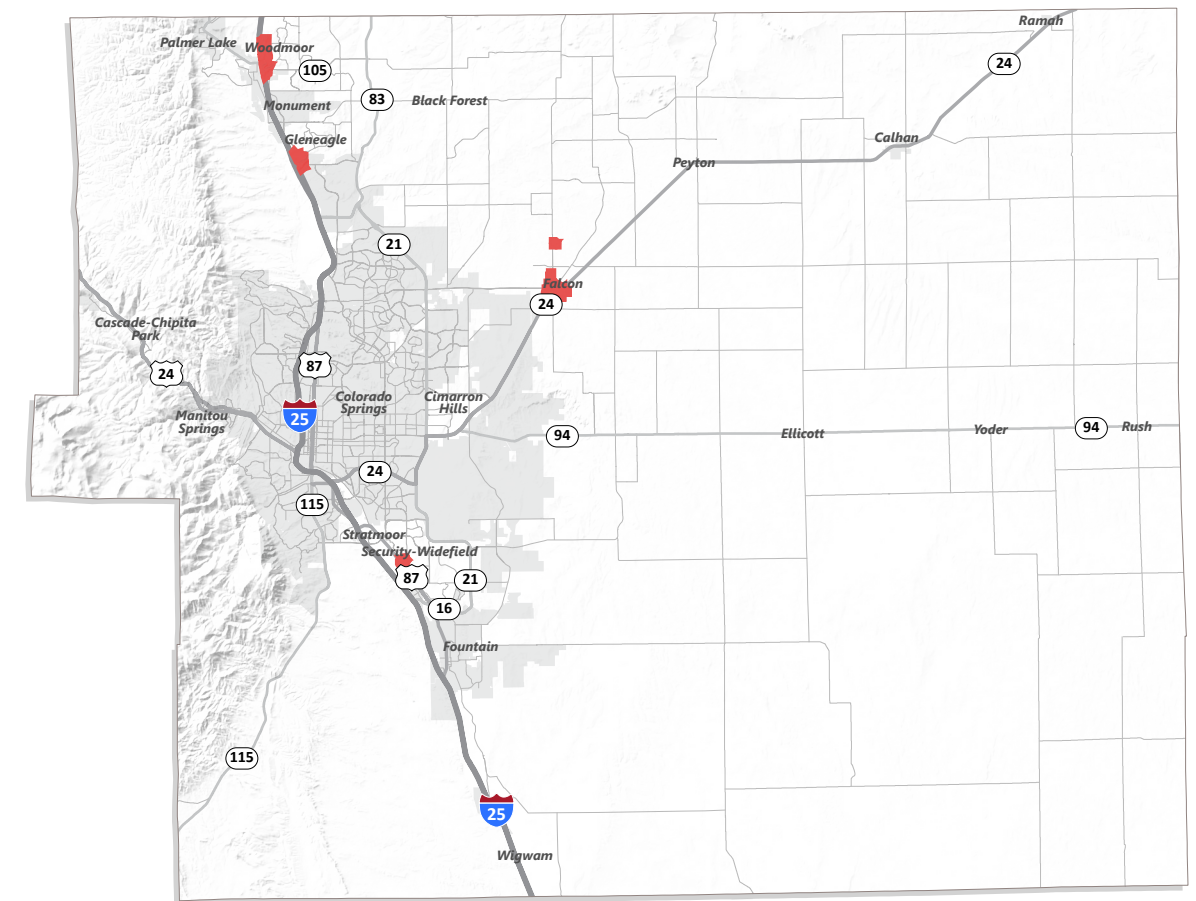 Ramah
Palmer Lake
Woodmoor
24
105
83
Black Forest
Monument
Gleneagle
Calhan
Peyton
21
Falcon
24
Cascade-Chipita
Park
87
24
Colorado
Springs
Cimarron
Hills
Manitou
Springs
25
94
Ellicott
Yoder
94
Rush
24
115
Stratmoor
Security-Widefield
87
21
16
Fountain
115
25
Wigwam